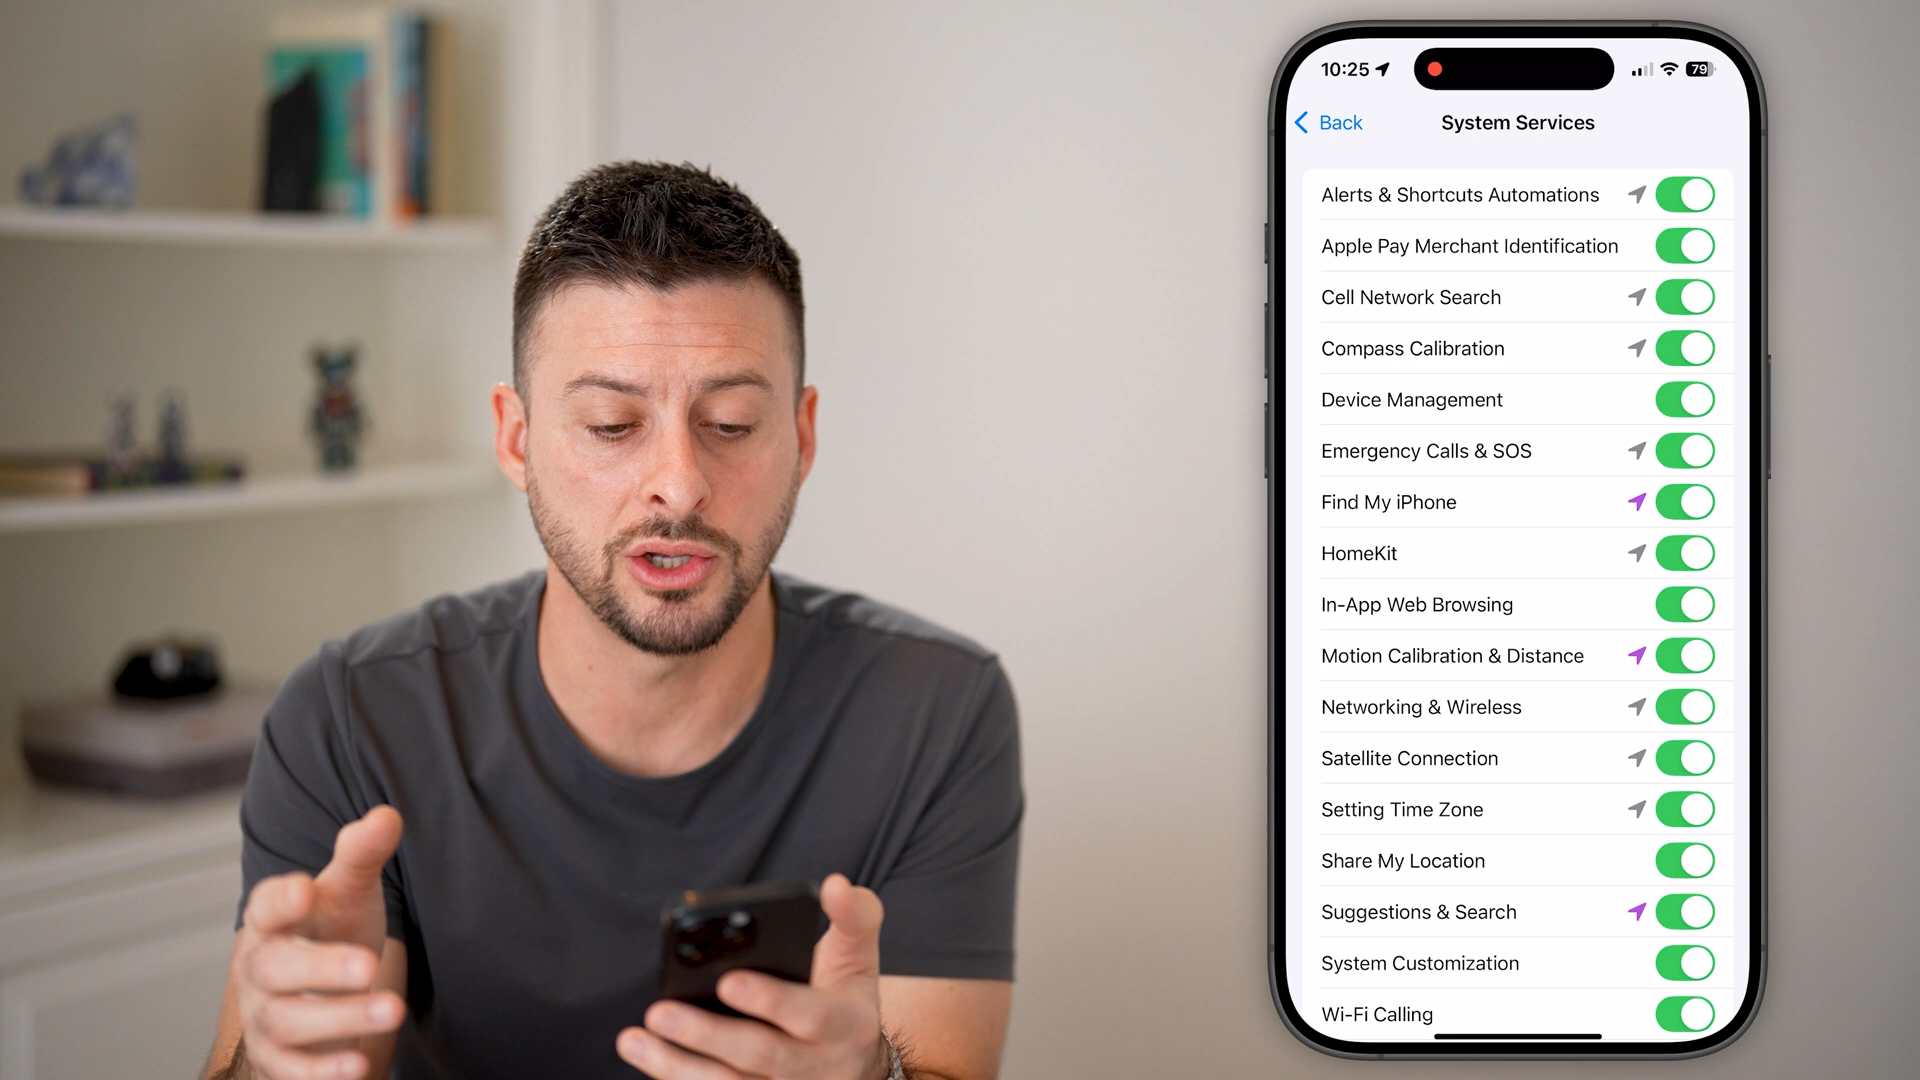 10:25
79
Back
System Services
Alerts & Shortcuts Automations
Apple Pay Merchant Identification
Cell Network Search
Compass Calibration
Device Management
Emergency Calls & SOS
Find My iPhone
HomeKit
In-App Web Browsing
Motion Calibration & Distance
Networking & Wireless
Satellite Connection
Setting Time Zone
Share My Location
Suggestions & Search
System Customization
Wi-Fi Calling